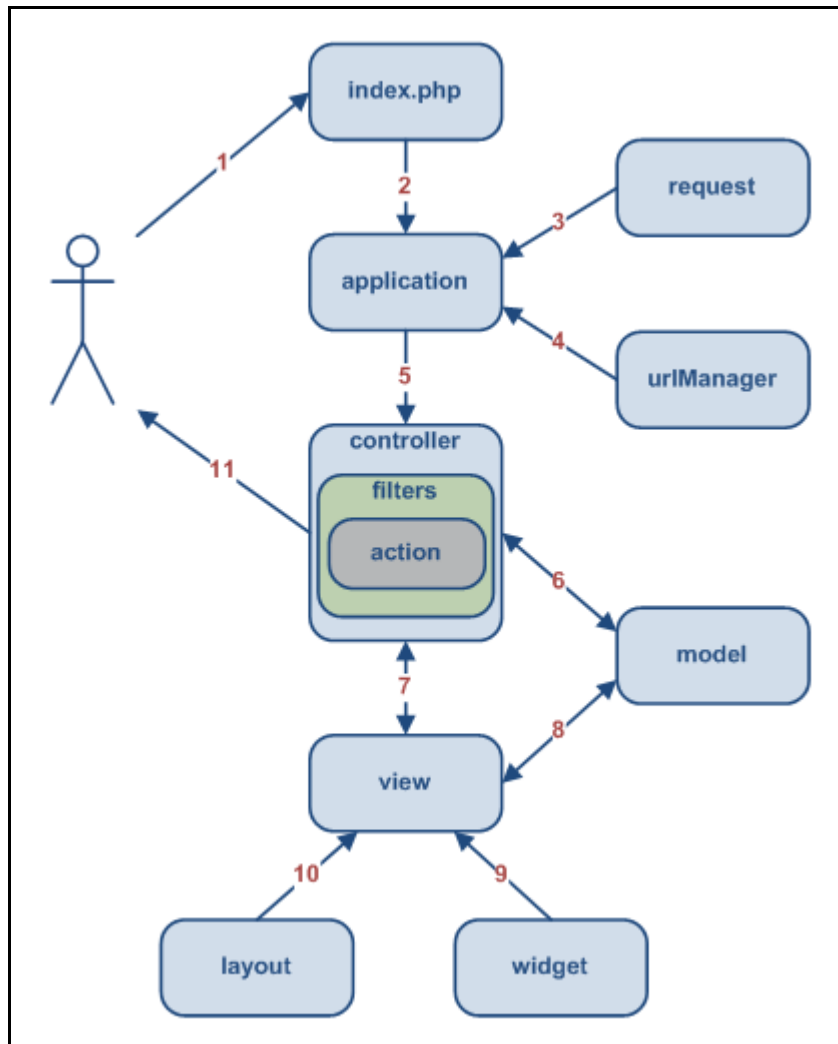 index.php
1
2
request
3
application
4
urlManager
5
controller
filters
11
action
6
model
7
8
view
10
9
layout
widget